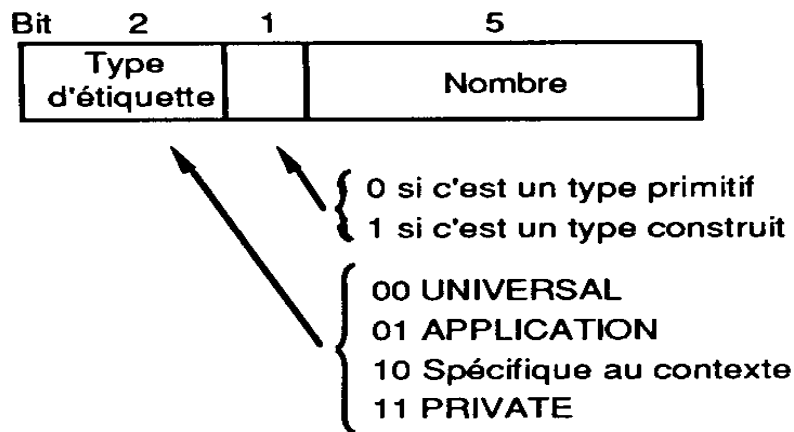 Bit 2 1 5
Type
d'étiquette
Nombre
0 si c'est un type primitif
1 si c'est un type construit
00 UNIVERSAL
01 APPLICATION
10 Spécifique au contexte
11 PRIVATE